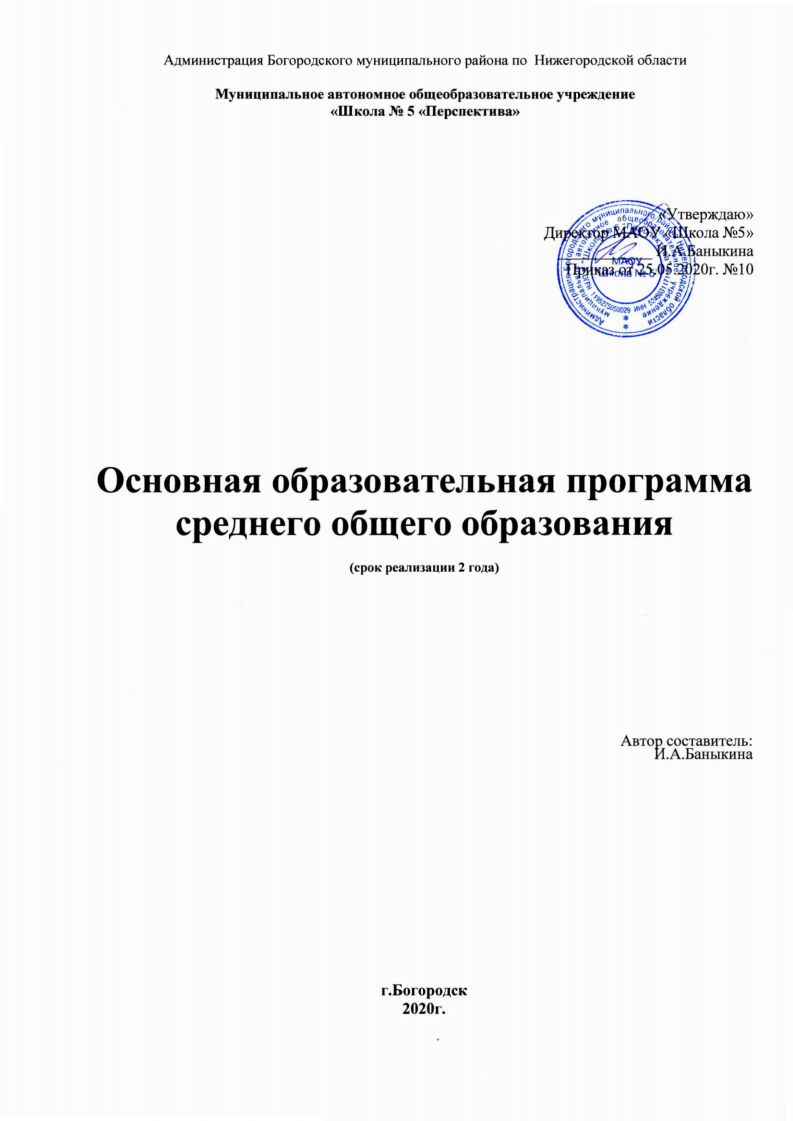 Администрация Богородского муниципального района по Нижегородской области
Муниципальное автономное общеобразовательное учреждение
«Школа № 5 «Перспектива»
«Утверждаю»
Директор МАОУ «Школа №5»
И.А.Баныкина
Приказ от 25.05.2020г. №10
МАОУ
Основная образовательная программа
среднего общего образования
(срок реализации 2 года)
Автор составитель:
И.А.Баныкина
г.Богородск
2020г.